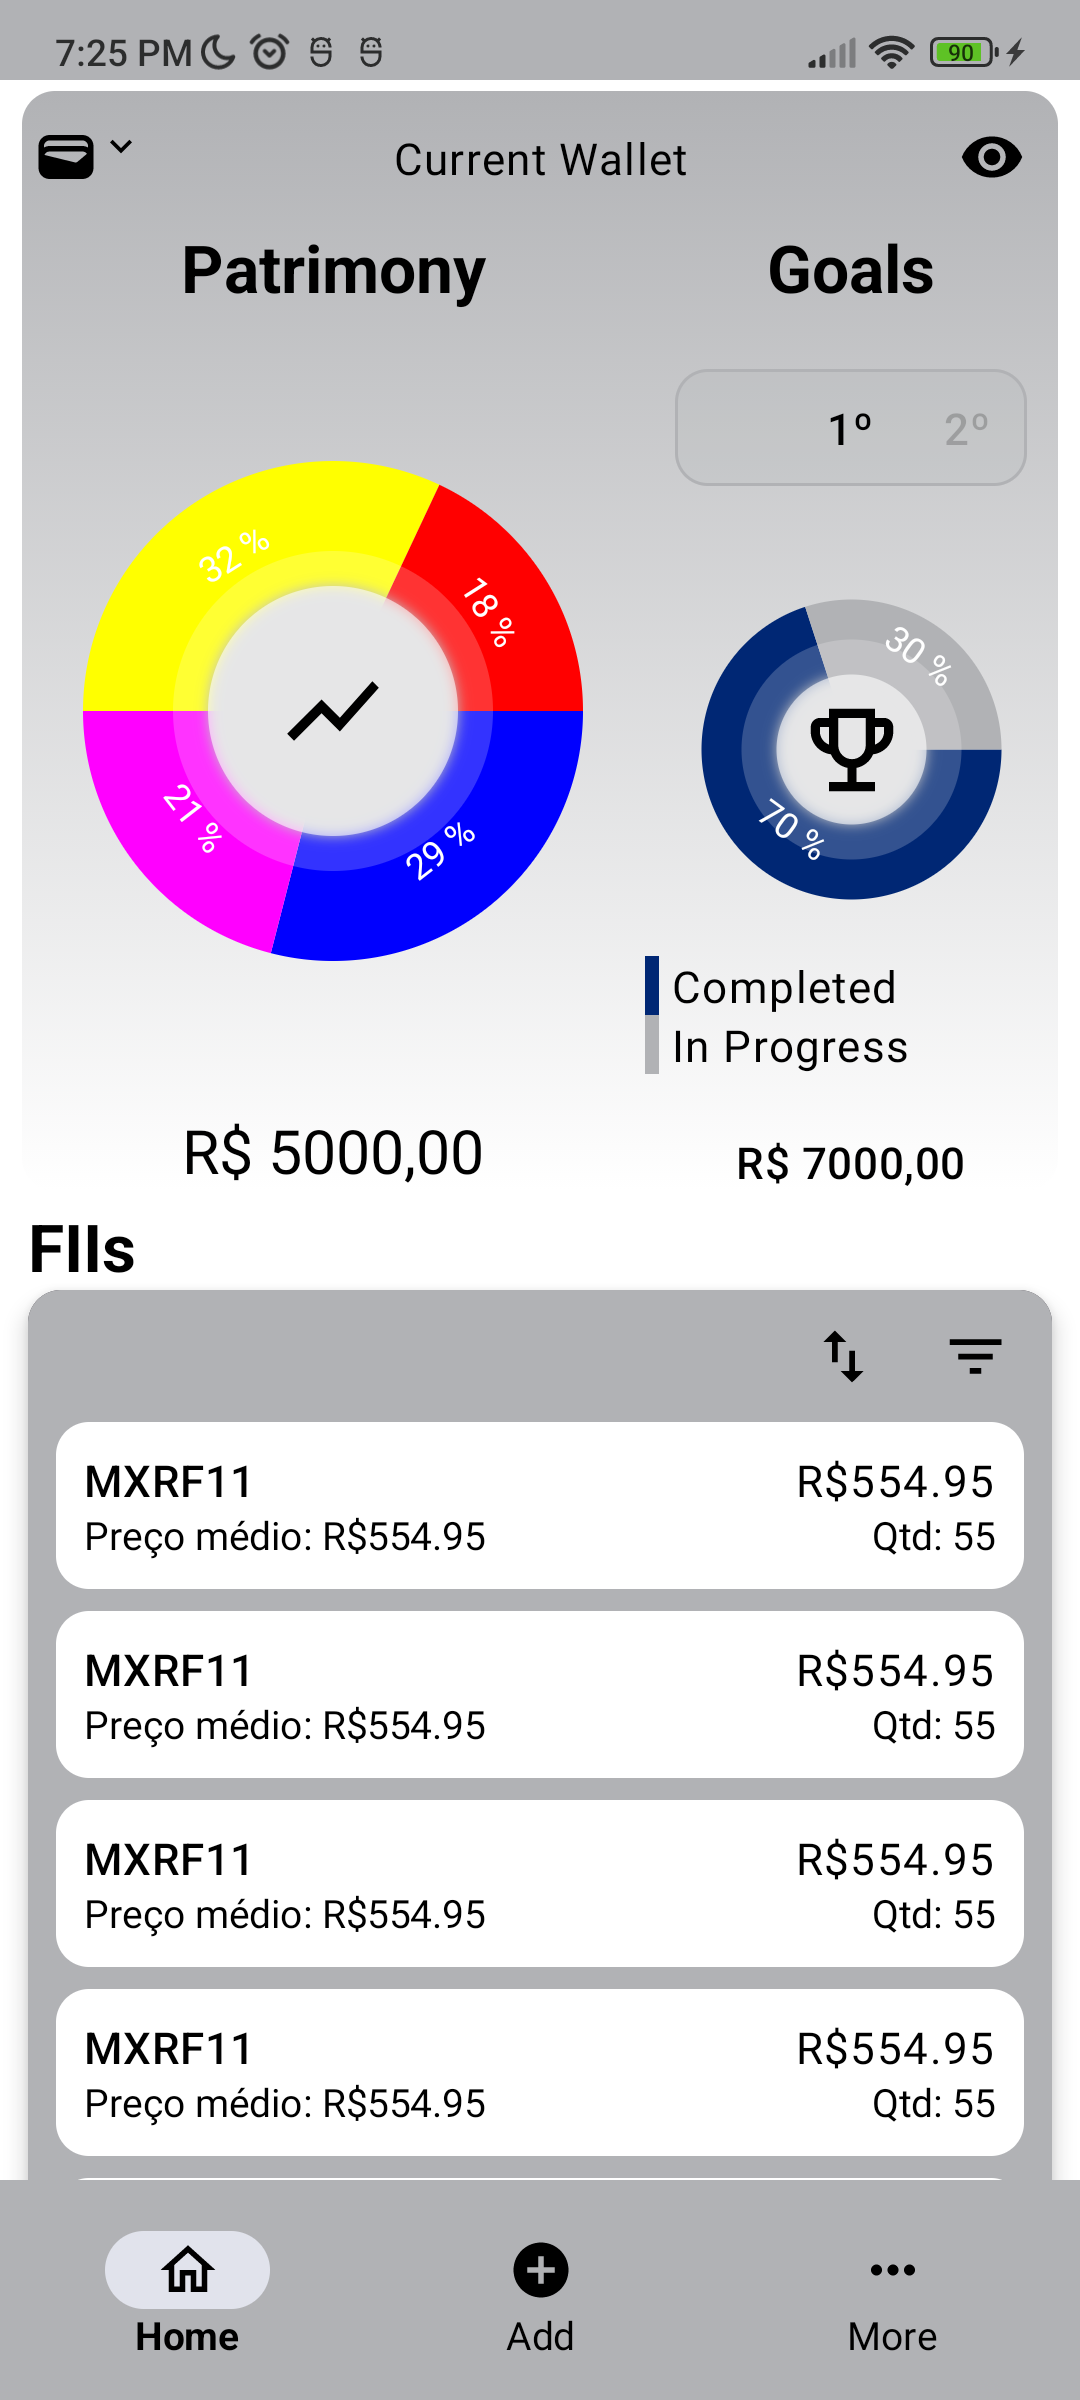 7:25 PM
90
Current Wallet
Patrimony
Goals
1º 2º
32 %
18 %
21 %
29 %
30 %
70 %
Completed
In Progress
R$ 5000,00
R$ 7000,00
FIIs
MXRF11 R$554.95
Preço médio: R$554.95 Qtd: 55
MXRF11 R$554.95
Preço médio: R$554.95 Qtd: 55
MXRF11 R$554.95
Preço médio: R$554.95 Qtd: 55
MXRF11 R$554.95
Preço médio: R$554.95 Qtd: 55
Home Add More